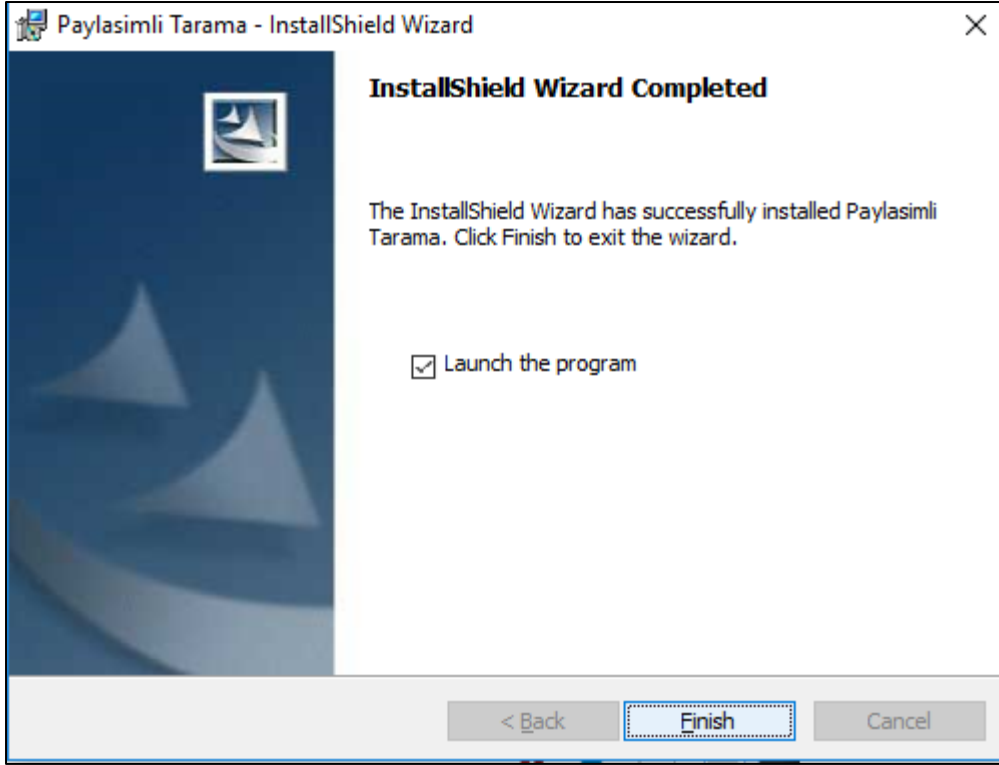 Paylasimli Tarama - InstallShield Wizard
InstallShield Wizard Completed
The InstallShield Wizard has successfully installed Paylasimli
Tarama. Click Finish to exit the wizard.
Launch the program
< Back
Finish
Cancel